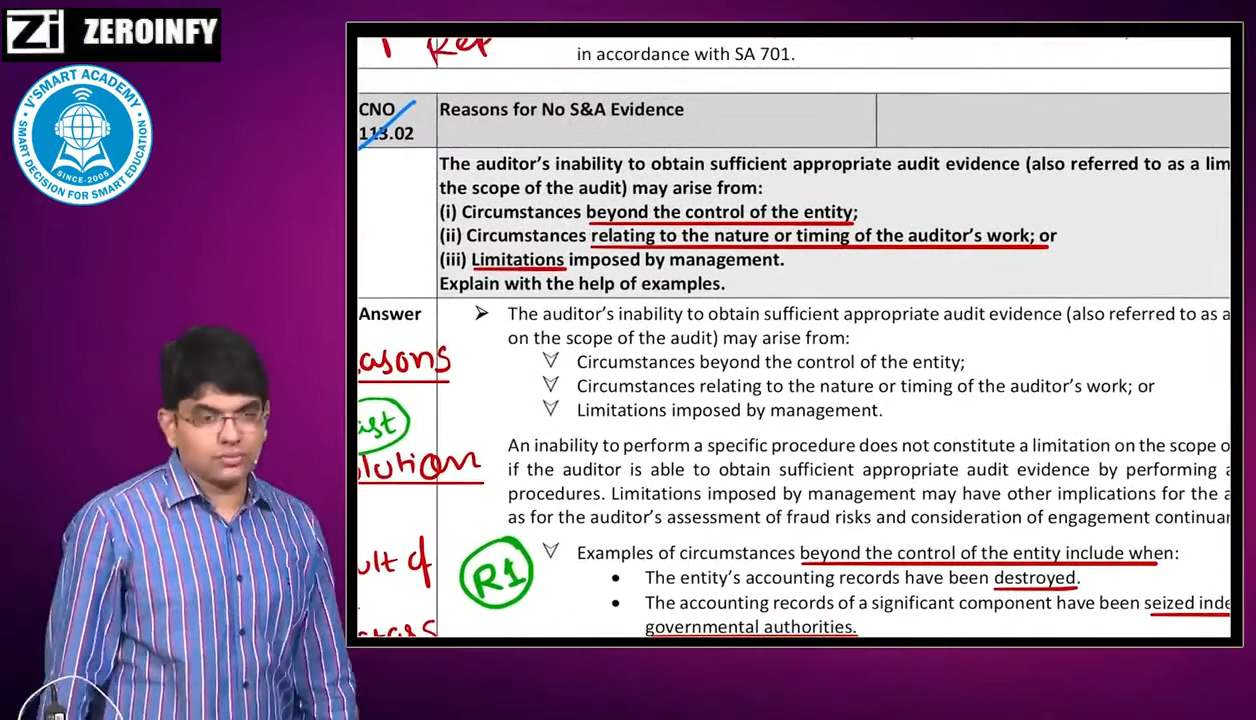 Zi ZEROINFY
V'SMART ACADEMY
SINCE-2005
SMART DECISION FOR SMART EDUCATION
Rep
in accordance with SA 701.
CNO
113.02
Reasons for No S&A Evidence
The auditor's inability to obtain sufficient appropriate audit evidence (also referred to as a lim
the scope of the audit) may arise from:
(i) Circumstances beyond the control of the entity;
(ii) Circumstances relating to the nature or timing of the auditor's work; or
(iii) Limitations imposed by management.
Explain with the help of examples.
Answer
➢ The auditor's inability to obtain sufficient appropriate audit evidence (also referred to as a
on the scope of the audit) may arise from:
Circumstances beyond the control of the entity;
Circumstances relating to the nature or timing of the auditor's work; or
Limitations imposed by management.
asons
ist
lution
An inability to perform a specific procedure does not constitute a limitation on the scope o
if the auditor is able to obtain sufficient appropriate audit evidence by performing a
procedures. Limitations imposed by management may have other implications for the a
as for the auditor's assessment of fraud risks and consideration of engagement continuan
ult of
R1
Examples of circumstances beyond the control of the entity include when:
• The entity's accounting records have been destroyed.
• The accounting records of a significant component have been seized inde
governmental authorities.